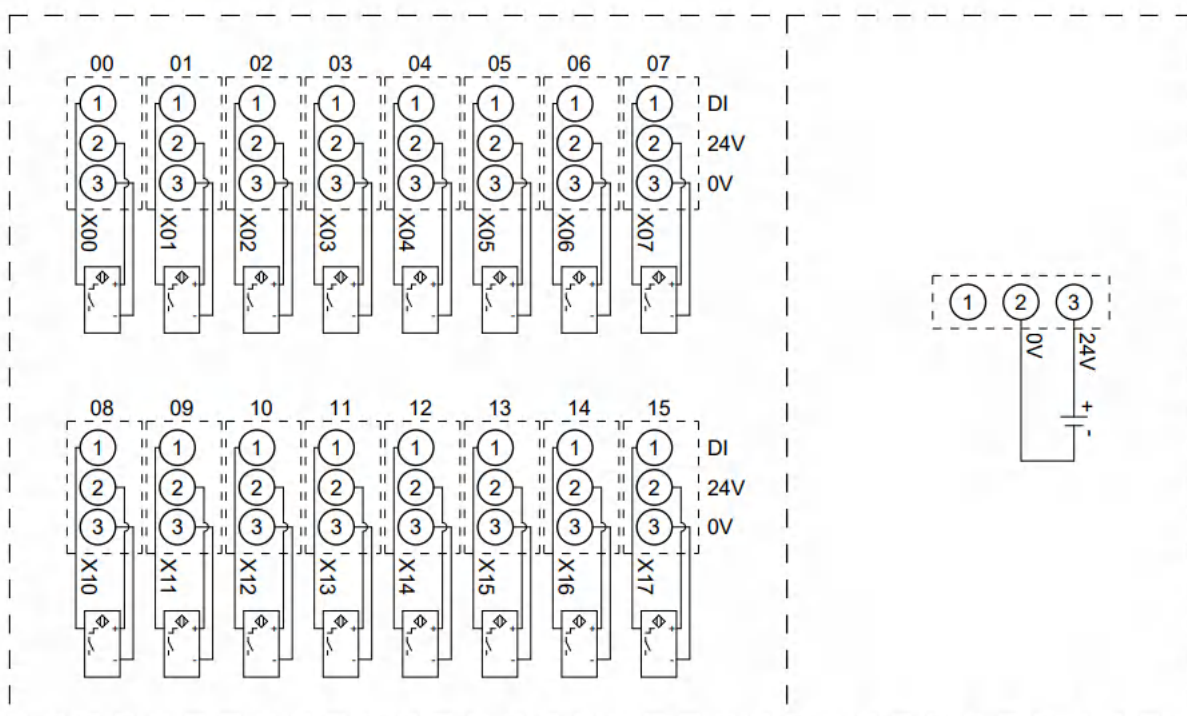 00 01 02 03 04 05 06 07
1 1 1 1 1 1 1 1 DI
2 2 2 2 2 2 2 2 24V
3 3 3 3 3 3 3 3 0V
X00 X01 X02 X03 X04 X05 X06 X07
+ + + + + + + +
- - - - - - - -
08 09 10 11 12 13 14 15
1 1 1 1 1 1 1 1 DI
2 2 2 2 2 2 2 2 24V
3 3 3 3 3 3 3 3 0V
X10 X11 X12 X13 X14 X15 X16 X17
+ + + + + + + +
- - - - - - - -
1 2 3
0V 24V
+
-